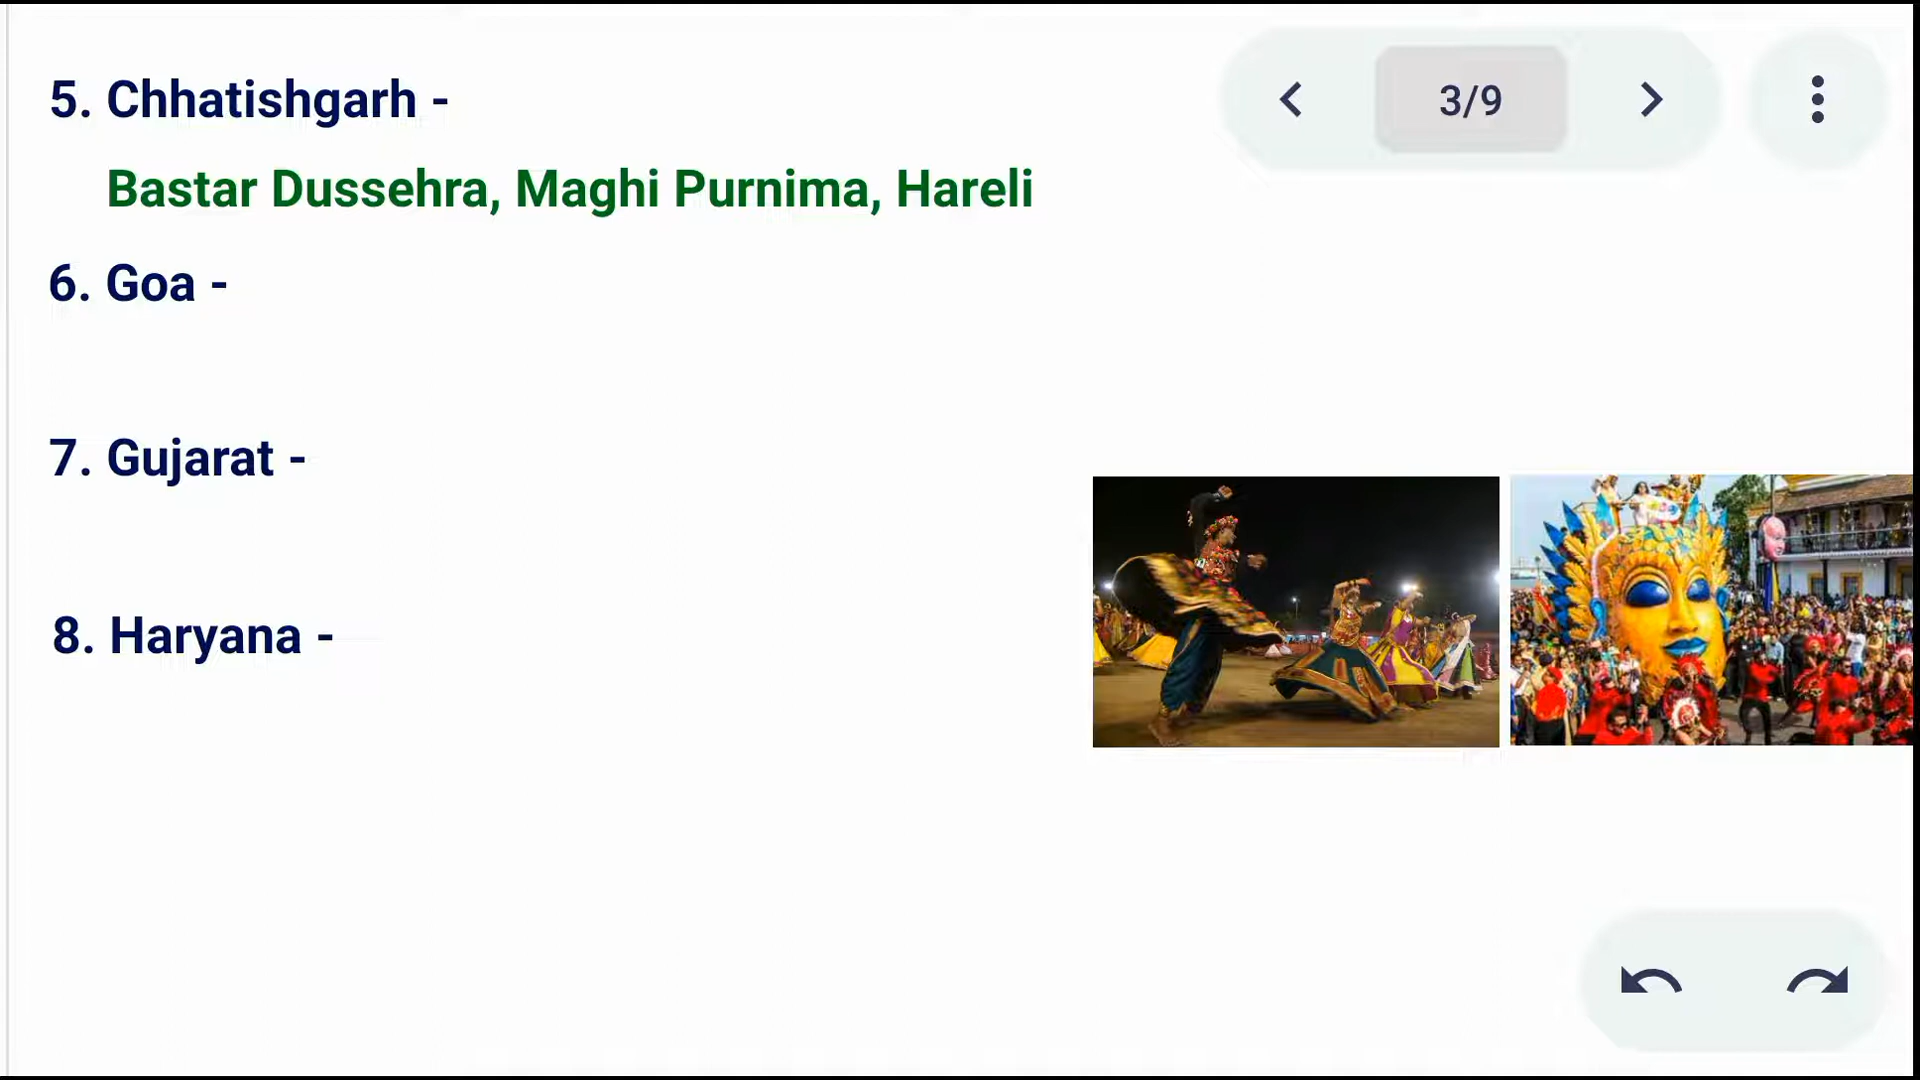 5. Chhatishgarh -
3/9
Bastar Dussehra, Maghi Purnima, Hareli
6. Goa -
7. Gujarat -
8. Haryana -